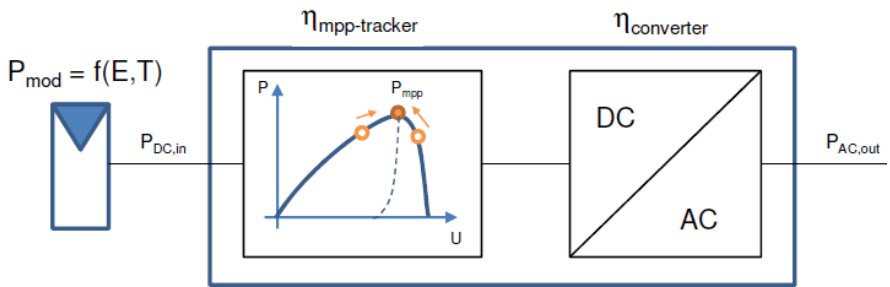 ηmpp-tracker
ηconverter
Pmod = f(E,T)
P
Pmpp
DC
PDC,in
PAC,out
AC
U